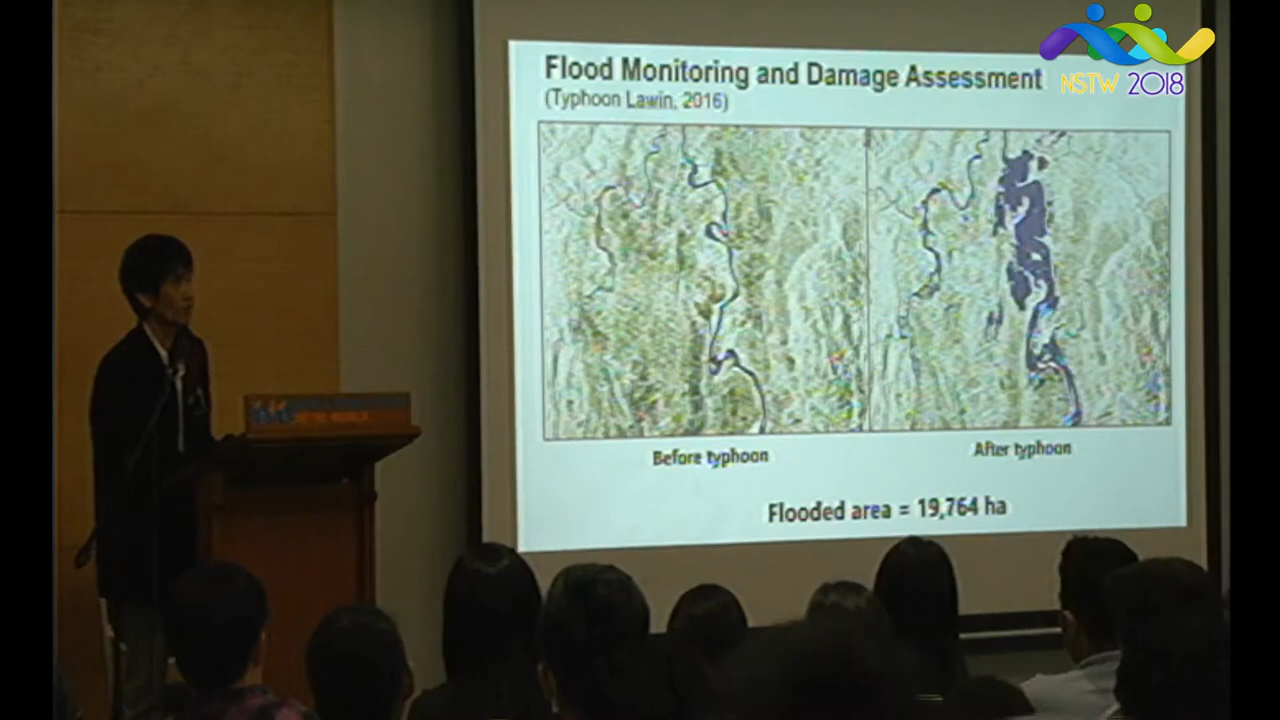 NSTW 2018
Flood Monitoring and Damage Assessment
(Typhoon Lawin, 2016)
Before typhoon
After typhoon
Flooded area = 19,764 ha